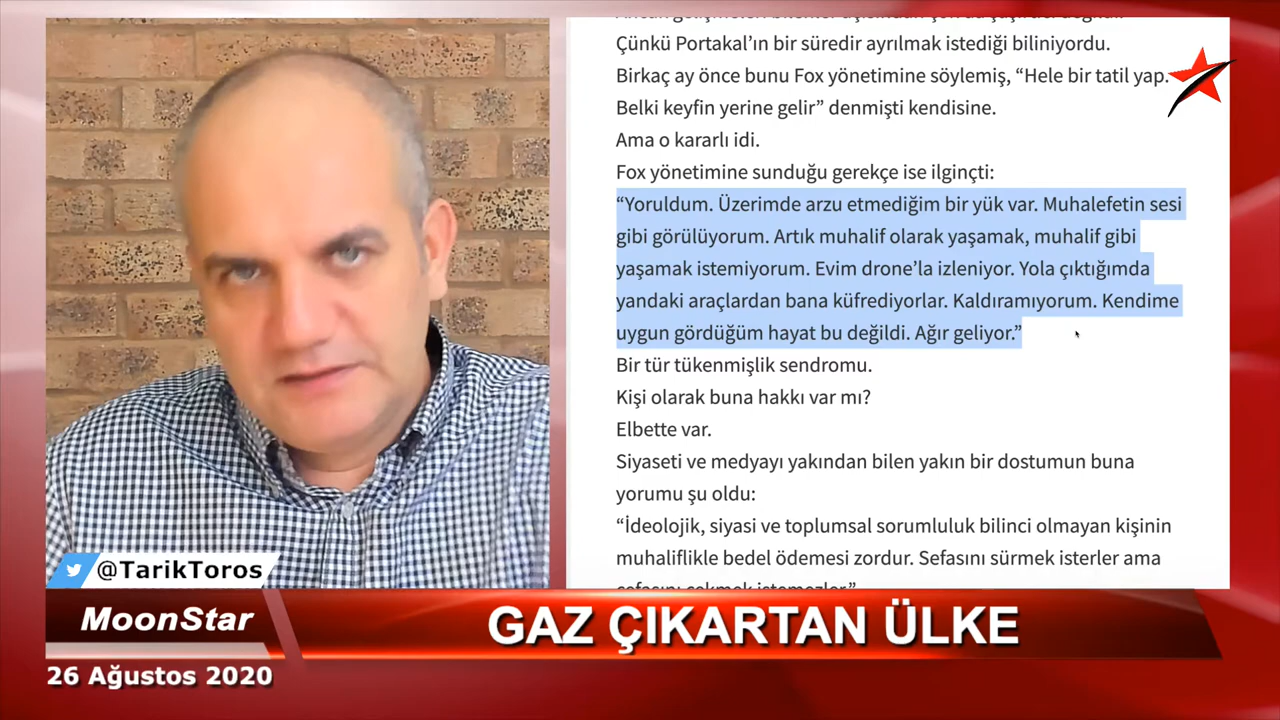 Çünkü Portakal’ın bir süredir ayrılmak istediği biliniyordu.
Birkaç ay önce bunu Fox yönetimine söylemiş, “Hele bir tatil yap.
Belki keyfin yerine gelir” denmişti kendisine.
Ama o kararlı idi.
Fox yönetimine sunduğu gerekçe ise ilginçti:
“Yoruldum. Üzerimde arzu etmediğim bir yük var. Muhalefetin sesi
gibi görülüyorum. Artık muhalif olarak yaşamak, muhalif gibi
yaşamak istemiyorum. Evim drone’la izleniyor. Yola çıktığımda
yandaki araçlardan bana küfrediyorlar. Kaldıramıyorum. Kendime
uygun gördüğüm hayat bu değildi. Ağır geliyor.”
Bir tür tükenmişlik sendromu.
Kişi olarak buna hakkı var mı?
Elbette var.
Siyaseti ve medyayı yakından bilen yakın bir dostumun buna
yorumu şu oldu:
“İdeolojik, siyasi ve toplumsal sorumluluk bilinci olmayan kişinin
muhaliflikle bedel ödemesi zordur. Sefasını sürmek isterler ama
@TarikToros
MoonStar
GAZ ÇIKARTAN ÜLKE
26 Ağustos 2020